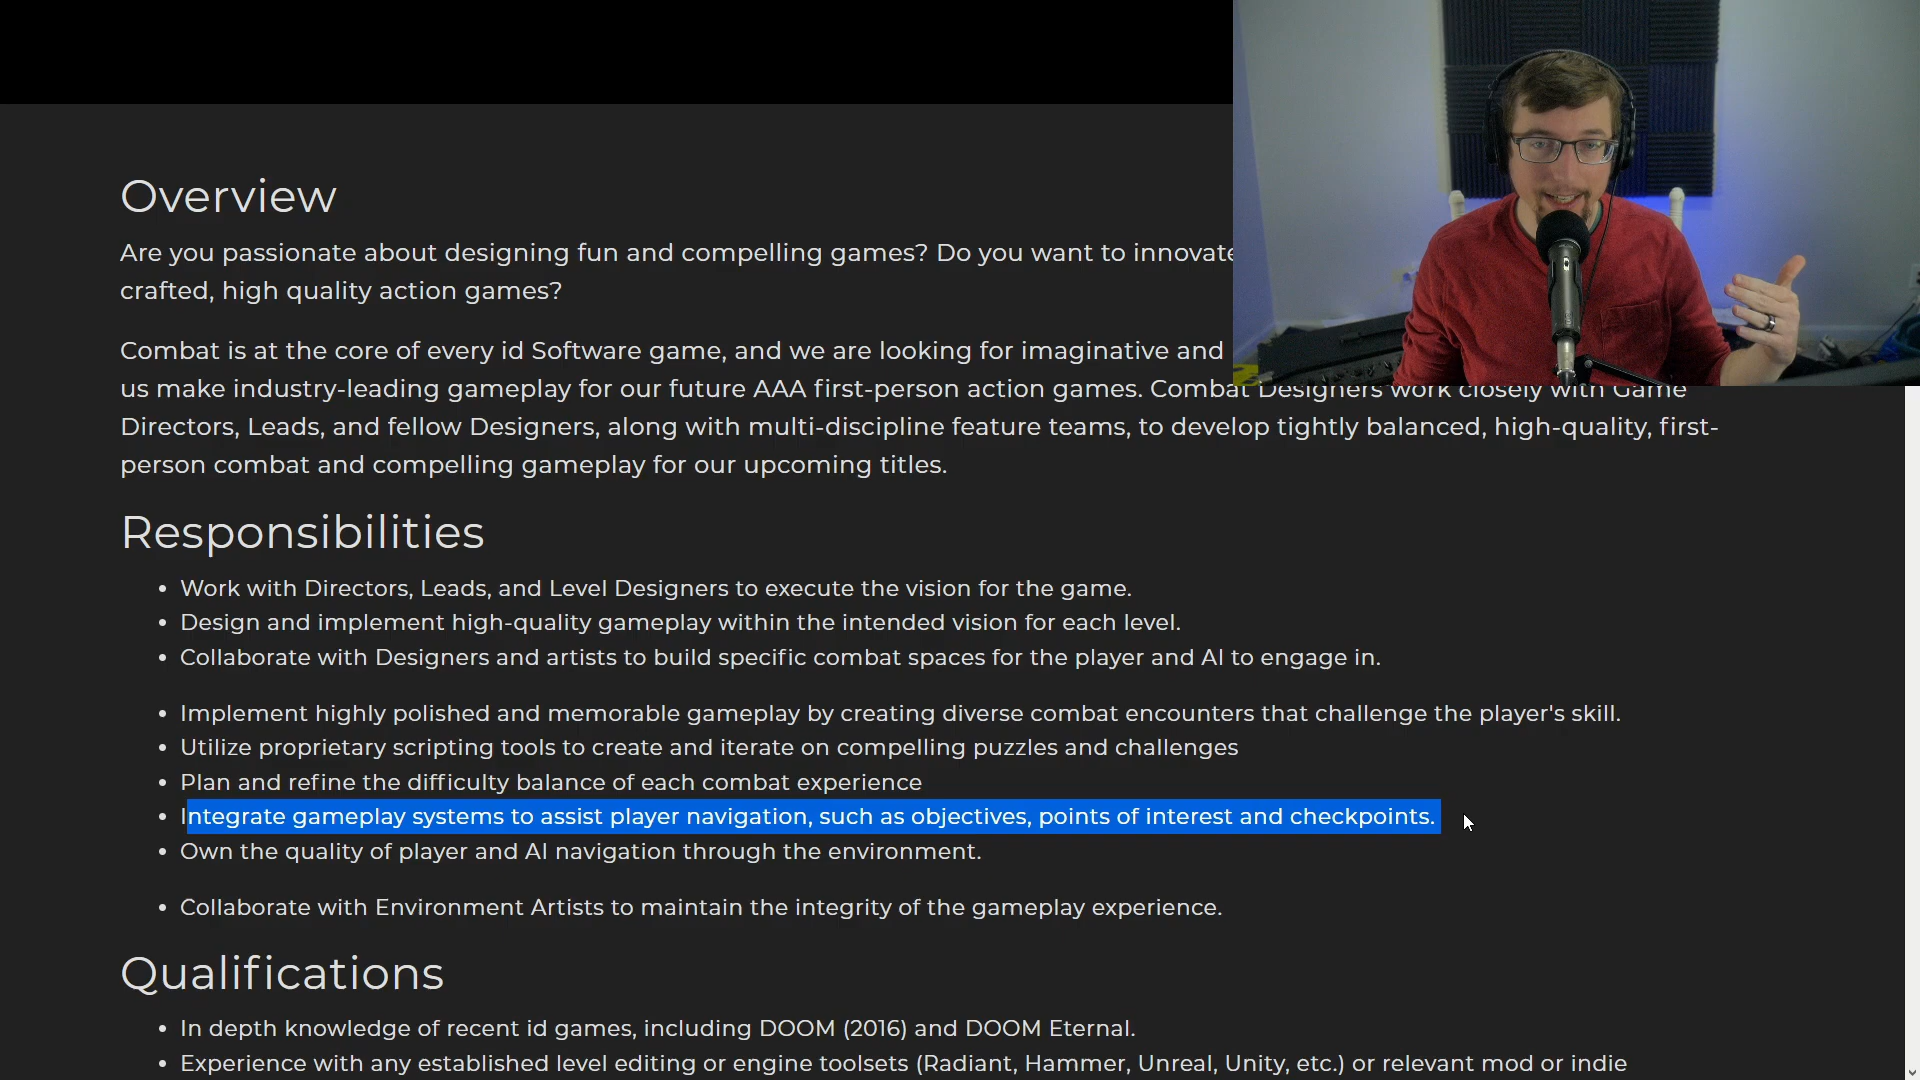 Overview
Are you passionate about designing fun and compelling games? Do you want to innovate
crafted, high quality action games?
Combat is at the core of every id Software game, and we are looking for imaginative and
us make industry-leading gameplay for our future AAA first-person action games. Combat Designers work closely with Game
Directors, Leads, and fellow Designers, along with multi-discipline feature teams, to develop tightly balanced, high-quality, first-
person combat and compelling gameplay for our upcoming titles.
Responsibilities
• Work with Directors, Leads, and Level Designers to execute the vision for the game.
• Design and implement high-quality gameplay within the intended vision for each level.
• Collaborate with Designers and artists to build specific combat spaces for the player and AI to engage in.
• Implement highly polished and memorable gameplay by creating diverse combat encounters that challenge the player's skill.
• Utilize proprietary scripting tools to create and iterate on compelling puzzles and challenges
• Plan and refine the difficulty balance of each combat experience
• Integrate gameplay systems to assist player navigation, such as objectives, points of interest and checkpoints.
• Own the quality of player and AI navigation through the environment.
• Collaborate with Environment Artists to maintain the integrity of the gameplay experience.
Qualifications
• In depth knowledge of recent id games, including DOOM (2016) and DOOM Eternal.
• Experience with any established level editing or engine toolsets (Radiant, Hammer, Unreal, Unity, etc.) or relevant mod or indie